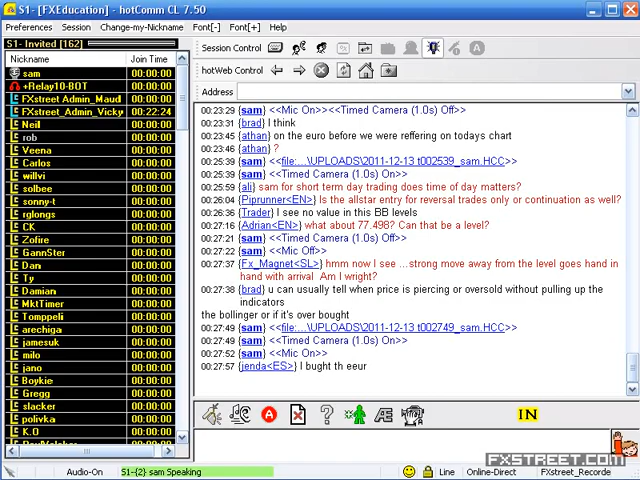 S1- [FXEducation] - hotComm CL 7.50
Preferences Session Change-my-Nickname Font[-] Font[+] Help
S1- Invited [162]
Nickname Join Time
sam 00:00:00
+Relay10-BOT 00:00:00
FXstreet Admin_Maud 00:00:00
FXstreet_Admin_Vicky 00:22:24
Neil 00:00:00
rob 00:00:00
Veena 00:00:00
Carlos 00:00:00
willvi 00:00:00
solbee 00:00:00
sonny-t 00:00:00
rglongs 00:00:00
CK 00:00:00
Zofire 00:00:00
GannSter 00:00:00
Dan 00:00:00
Ty 00:00:00
Damian 00:00:00
MktTimer 00:00:00
Tomppeli 00:00:00
arechiga 00:00:00
jamesuk 00:00:00
milo 00:00:00
jano 00:00:00
Boykie 00:00:00
Gregg 00:00:00
slacker 00:00:00
polivka 00:00:00
K.O 00:00:00
Session Control
hotWeb Control
Address
00:23:29 {sam} <<Mic On>><<Timed Camera (1.0s) Off>>
00:23:31 {brad} I think
00:23:45 {athan} on the euro before we were reffering on todays chart
00:23:46 {athan} ?
00:25:39 {sam} <<file:...\UPLOADS\2011-12-13 t002539_sam.HCC>>
00:25:39 {sam} <<Timed Camera (1.0s) On>>
00:25:59 {ali} sam for short term day trading does time of day matters?
00:26:04 {Piprunner<EN>} Is the allstar entry for reversal trades only or continuation as well?
00:26:36 {Trader} I see no value in this BB levels
00:27:16 {Adrian<EN>} what about 77.498? Can that be a level?
00:27:21 {sam} <<Timed Camera (1.0s) Off>>
00:27:26 {sam} <<Mic Off>>
00:27:37 {Fx_Magnet<SL>} hmm now I see ...strong move away from the level goes hand in
hand with arrival Am I wright?
00:27:38 {brad} u can usually tell when price is piercing or oversold without pulling up the
indicators
the bollinger or if it's over bought
00:27:49 {sam} <<file:...\UPLOADS\2011-12-13 t002749_sam.HCC>>
00:27:49 {sam} <<Timed Camera (1.0s) On>>
00:27:52 {sam} <<Mic On>>
00:27:57 {jenda<ES>} I bught th eeur
IN
Audio-On S1-{2} sam Speaking Line Online-Direct FXstreet_Recorde
FXSTREET.COM